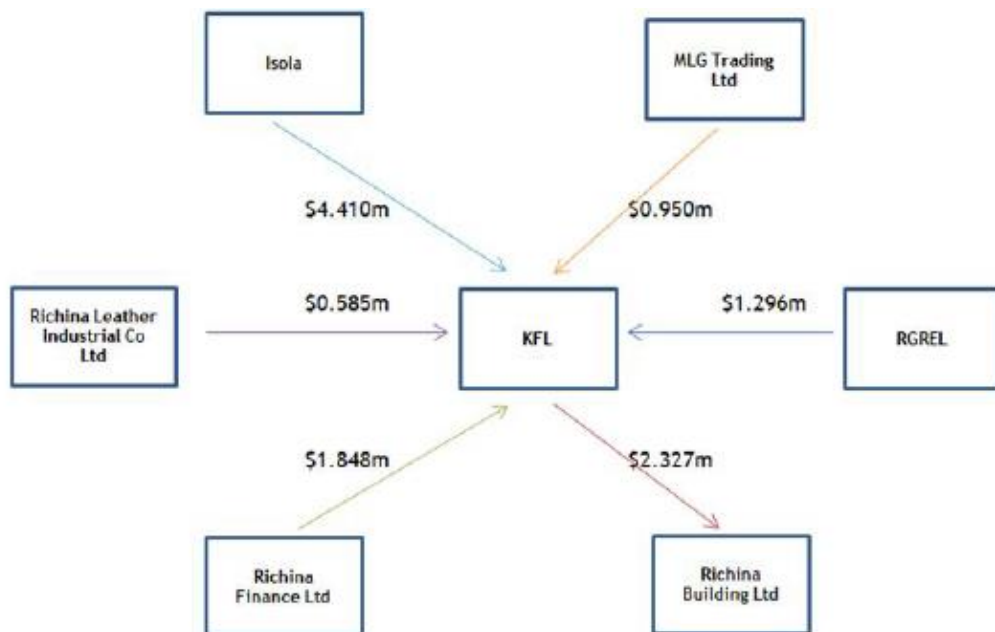 Isola
MLG Trading
Ltd
$4.410m
$0.950m
Richina Leather
Industrial Co
Ltd
$0.585m
KFL
$1.296m
RGREL
$1.848m
$2.327m
Richina
Finance Ltd
Richina
Building Ltd